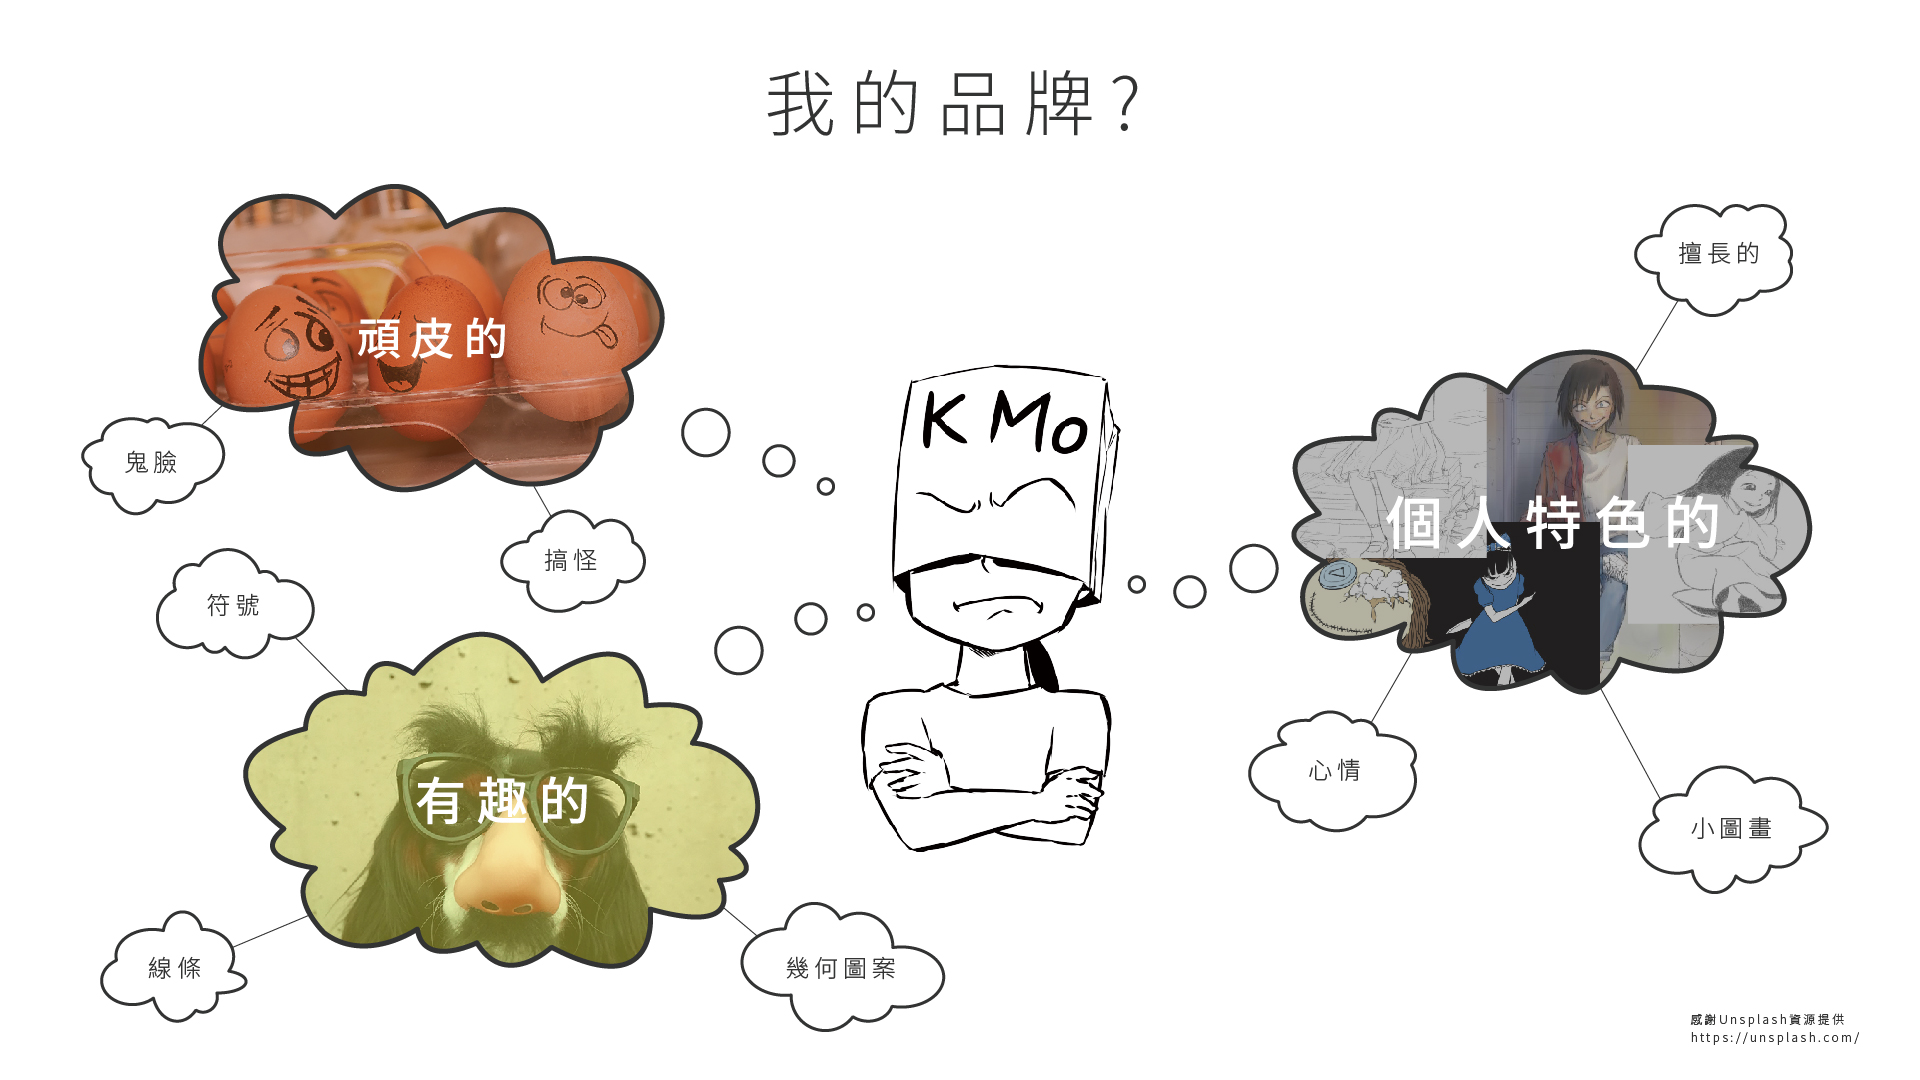 我的品牌?
頑皮的
鬼臉
搞怪
符號
有趣的
線條
幾何圖案
K Mo
擅長的
個人特色的
心情
小圖畫
感謝Unsplash資源提供
https://unsplash.com/